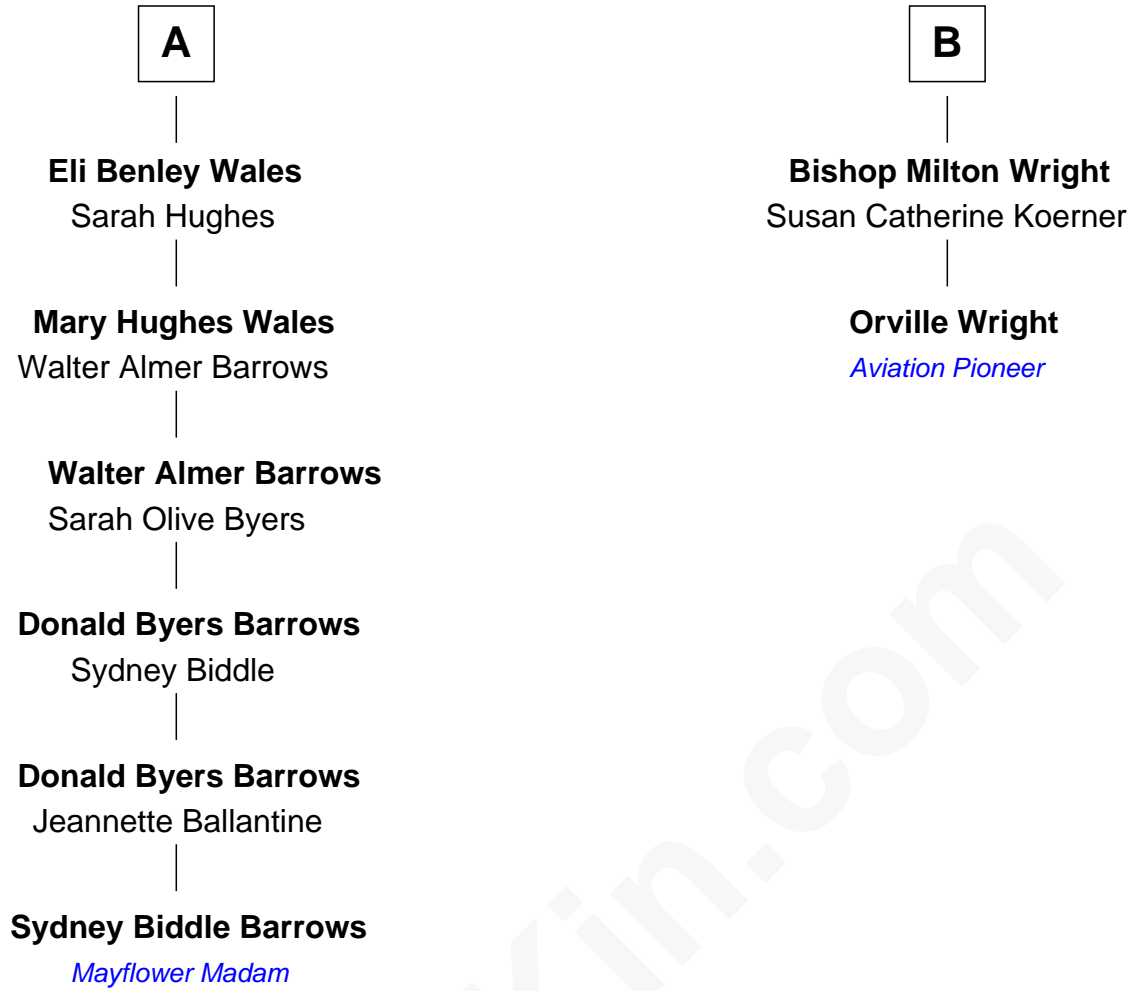 A
Eli Benley Wales
Sarah Hughes
Mary Hughes Wales
Walter Almer Barrows
Walter Almer Barrows
Sarah Olive Byers
Donald Byers Barrows
Sydney Biddle
Donald Byers Barrows
Jeannette Ballantine
Sydney Biddle Barrows
Mayflower Madam
B
Bishop Milton Wright
Susan Catherine Koerner
Orville Wright
Aviation Pioneer
Kin.com